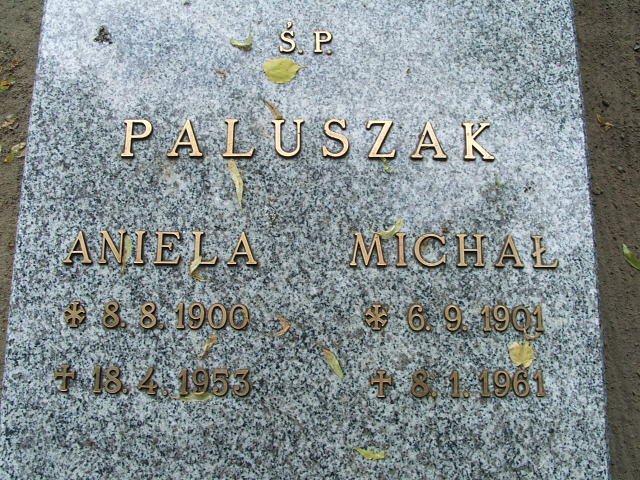 Ś. P.
PALUSZAK
ANIELA MICHAŁ
* 8. 8. 1900 * 6. 9. 1901
✝ 18. 4. 1953 ✝ 8. 1. 1961